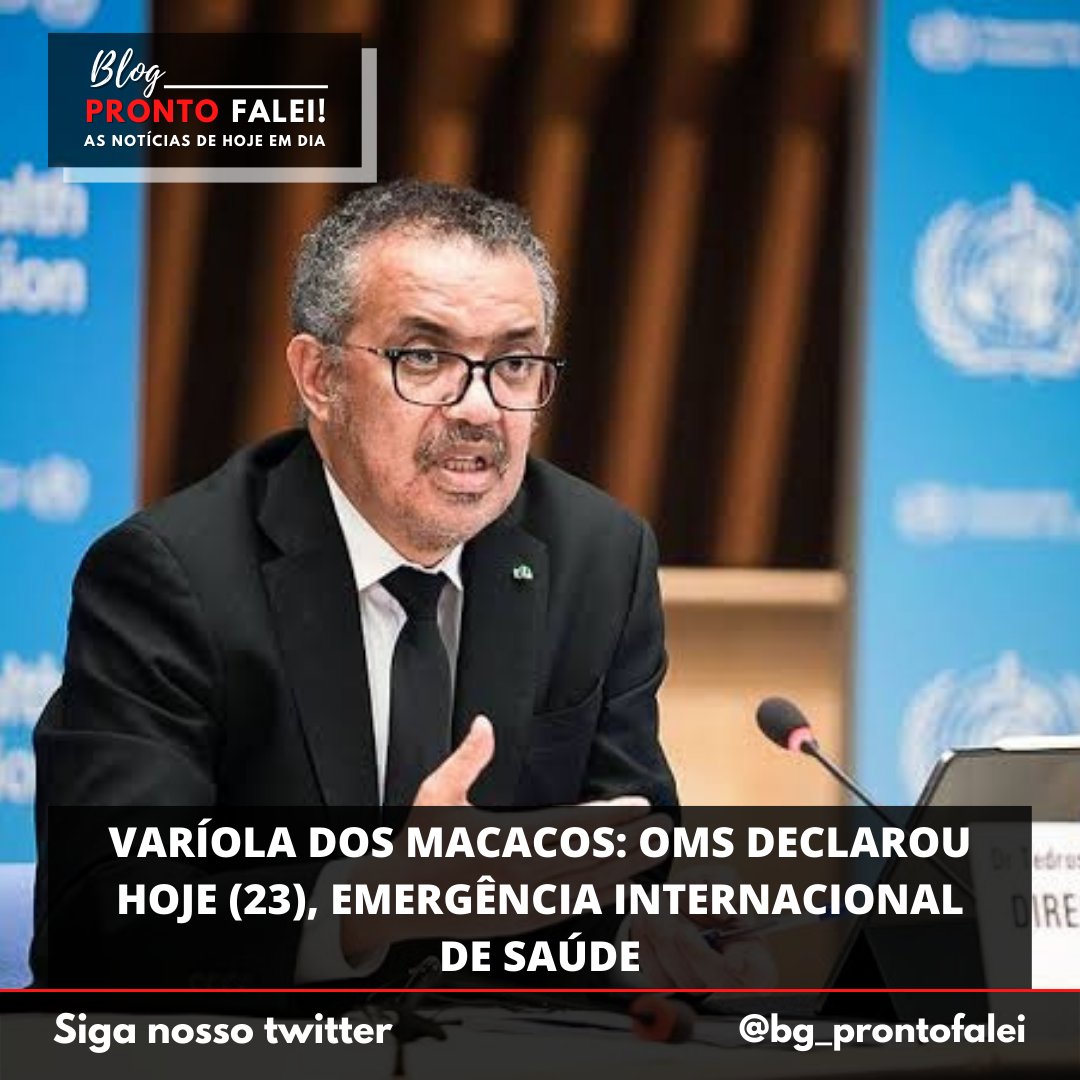 Blog
PRONTO FALEI!
AS NOTÍCIAS DE HOJE EM DIA
VARÍOLA DOS MACACOS: OMS DECLAROU
HOJE (23), EMERGÊNCIA INTERNACIONAL
DE SAÚDE
Siga nosso twitter
@bg_prontofalei